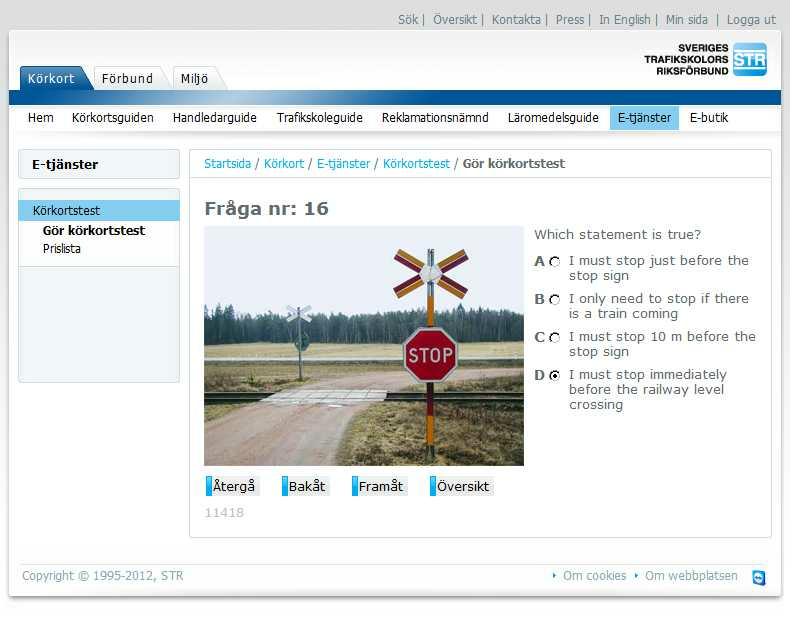 Sök | Översikt | Kontakta | Press | In English | Min sida | Logga ut
SVERIGES
TRAFIKSKOLORS
RIKSFÖRBUND
STR
Körkort Förbund Miljö
Hem Körkortsguiden Handledarguide Trafikskoleguide Reklamationsnämnd Läromedelsguide E-tjänster E-butik
E-tjänster
Körkortstest
Gör körkortstest
Prislista
Startsida / Körkort / E-tjänster / Körkortstest / Gör körkortstest
Fråga nr: 16
STOP
Which statement is true?
A I must stop just before the
stop sign
B I only need to stop if there
is a train coming
C I must stop 10 m before the
stop sign
D I must stop immediately
before the railway level
crossing
Återgå Bakåt Framåt Översikt
11418
Copyright © 1995-2012, STR
Om cookies Om webbplatsen